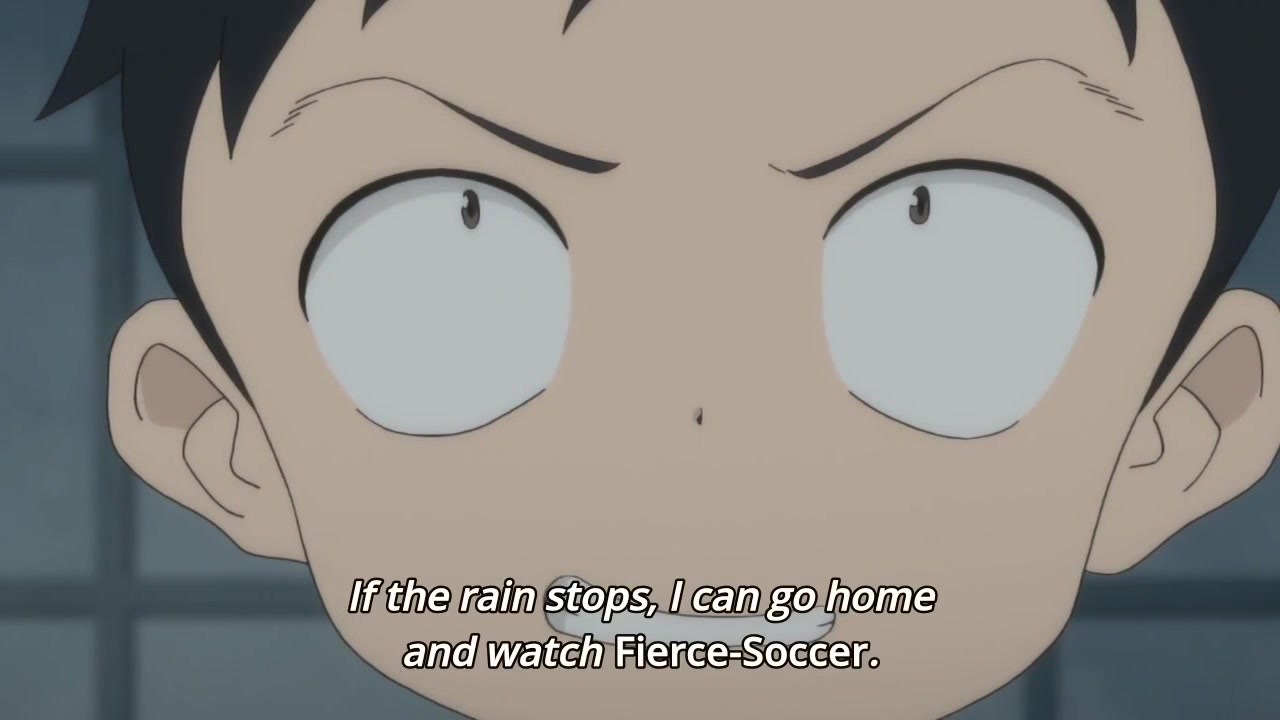 If the rain stops, I can go home
and watch Fierce-Soccer.